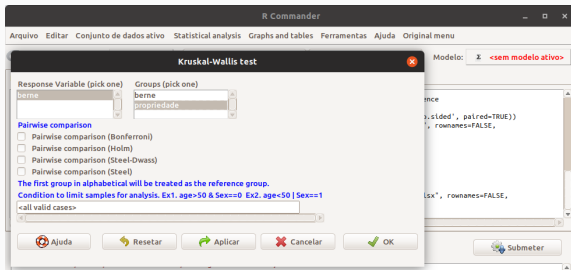 R Commander
Arquivo Editar Conjunto de dados ativo Statistical analysis Graphs and tables Ferramentas Ajuda Original menu
Kruskal-Wallis test
Modelo: Σ <sem modelo ativo>
Response Variable (pick one) Groups (pick one)
berne berne
propriedade
Pairwise comparison
Pairwise comparison (Bonferroni)
Pairwise comparison (Holm)
Pairwise comparison (Steel-Dwass)
Pairwise comparison (Steel)
The first group in alphabetical will be treated as the reference group.
Condition to limit samples for analysis. Ex1. age>50 & Sex==0 Ex2. age<50 | Sex==1
<all valid cases>
Ajuda Resetar Aplicar Cancelar OK
ence
o.sided', paired=TRUE))
", rownames=FALSE,
lsx", rownames=FALSE,
Submeter